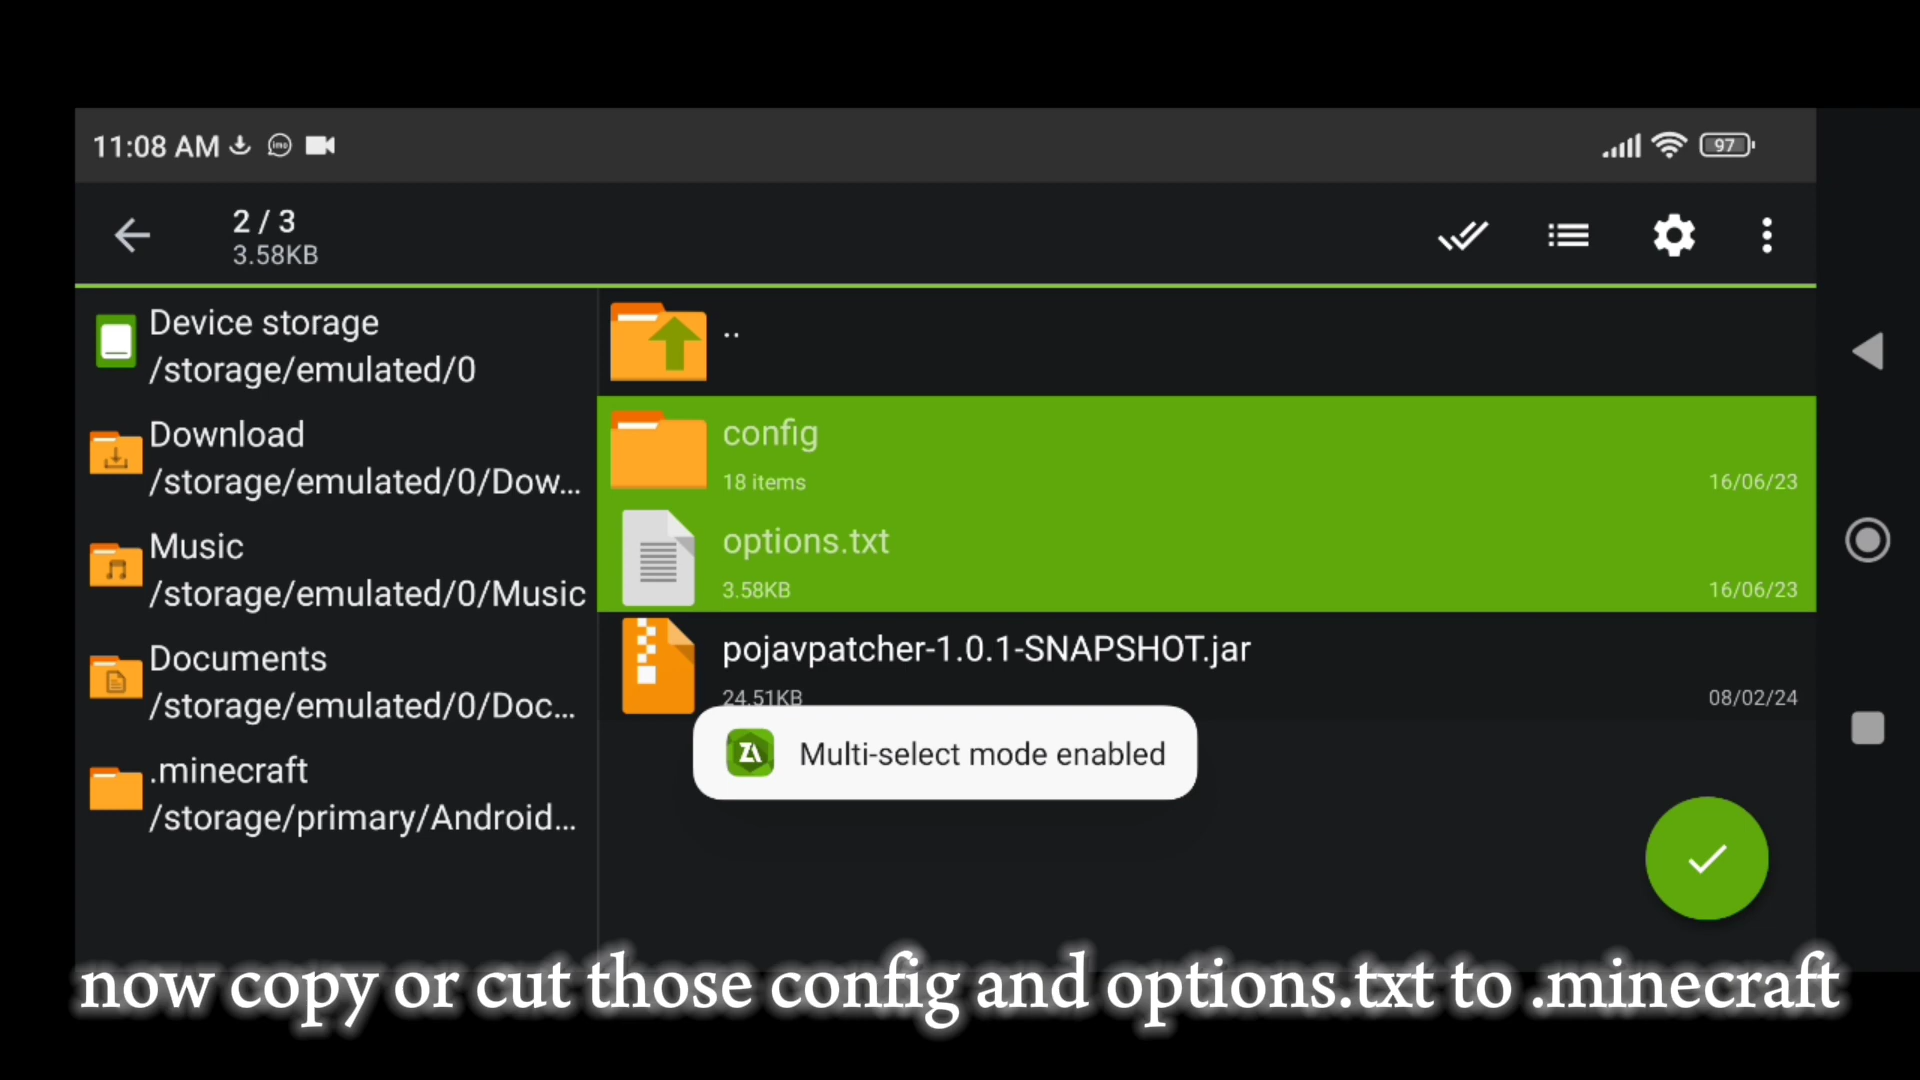 11:08 AM
97
2 / 3
3.58KB
Device storage
/storage/emulated/0
Download
/storage/emulated/0/Dow...
Music
/storage/emulated/0/Music
Documents
/storage/emulated/0/Doc...
.minecraft
/storage/primary/Android...
..
config
18 items
16/06/23
options.txt
3.58KB
16/06/23
pojavpatcher-1.0.1-SNAPSHOT.jar
24.51KB
08/02/24
Multi-select mode enabled
now copy or cut those config and options.txt to .minecraft